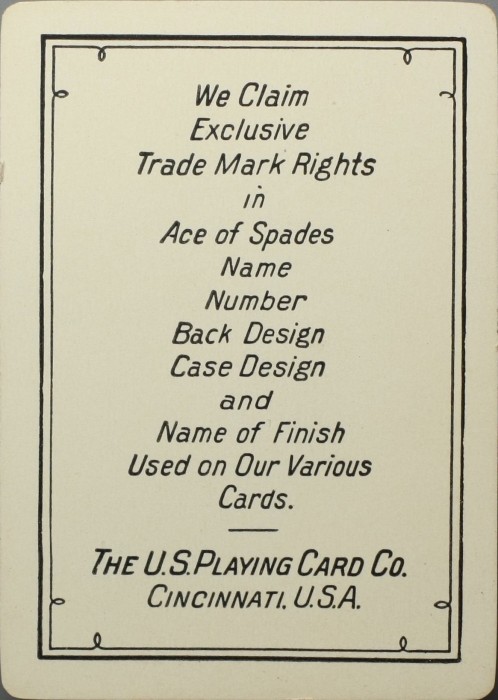 We Claim
Exclusive
Trade Mark Rights
in
Ace of Spades
Name
Number
Back Design
Case Design
and
Name of Finish
Used on Our Various
Cards.
THE U.S. PLAYING CARD CO.
CINCINNATI, U.S.A.